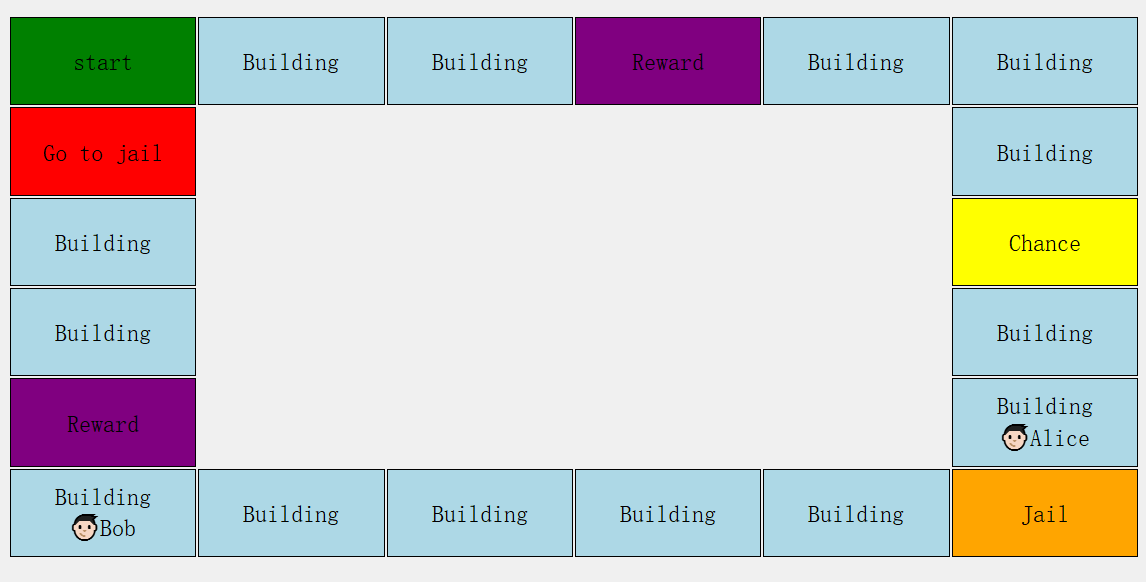 start
Building
Building
Reward
Building
Building
Go to jail
Building
Building
Chance
Building
Building
Reward
Building
Alice
Building
Bob
Building
Building
Building
Building
Jail